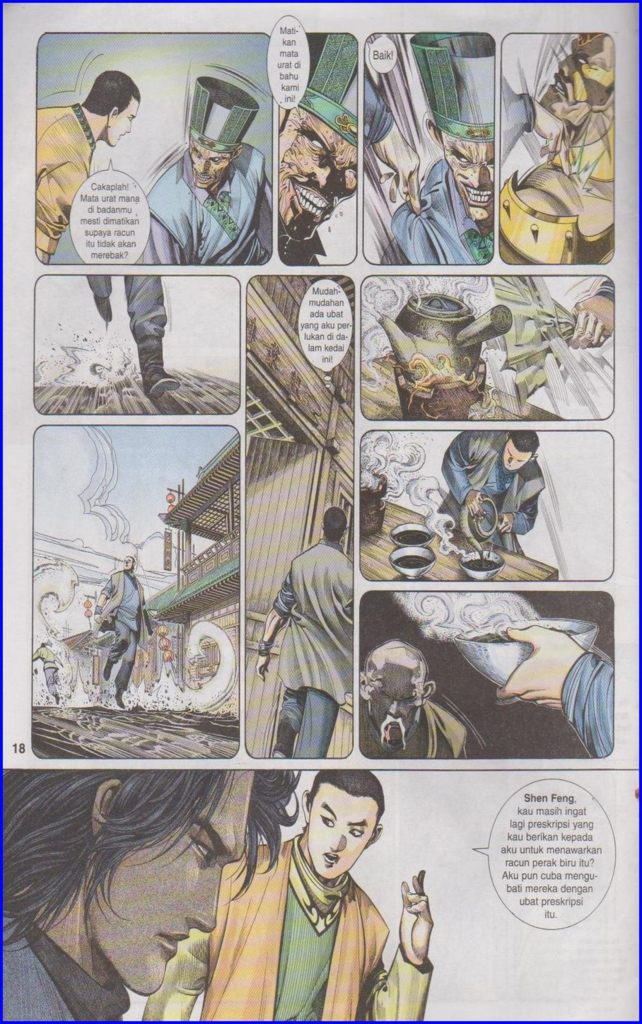 Cakaplah!
Mata urat mana
di badanmu
mesti dimatikan
supaya racun
itu tidak akan
merebak?
Mati-
kan
mata
urat di
bahu
kami
ini!
Baik!
Mudah-
mudahan
ada ubat
yang aku per-
lukan di da-
lam kedai
ini!
18
Shen Feng,
kau masih ingat
lagi preskripsi yang
kau berikan kepada
aku untuk menawarkan
racun perak biru itu?
Aku pun cuba mengu-
bati mereka dengan
ubat preskripsi
itu.